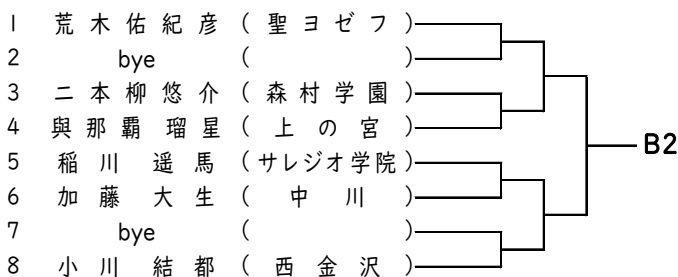 1 荒木佑紀彦 (聖ヨゼフ)
2 bye ( )
3 二本柳悠介 (森村学園)
4 與那覇 瑠星 (上の宮)
B2
5 稲川 遥馬 (サレジオ学院)
6 加藤 大生 (中川)
7 bye ( )
8 小川 結都 (西金沢)